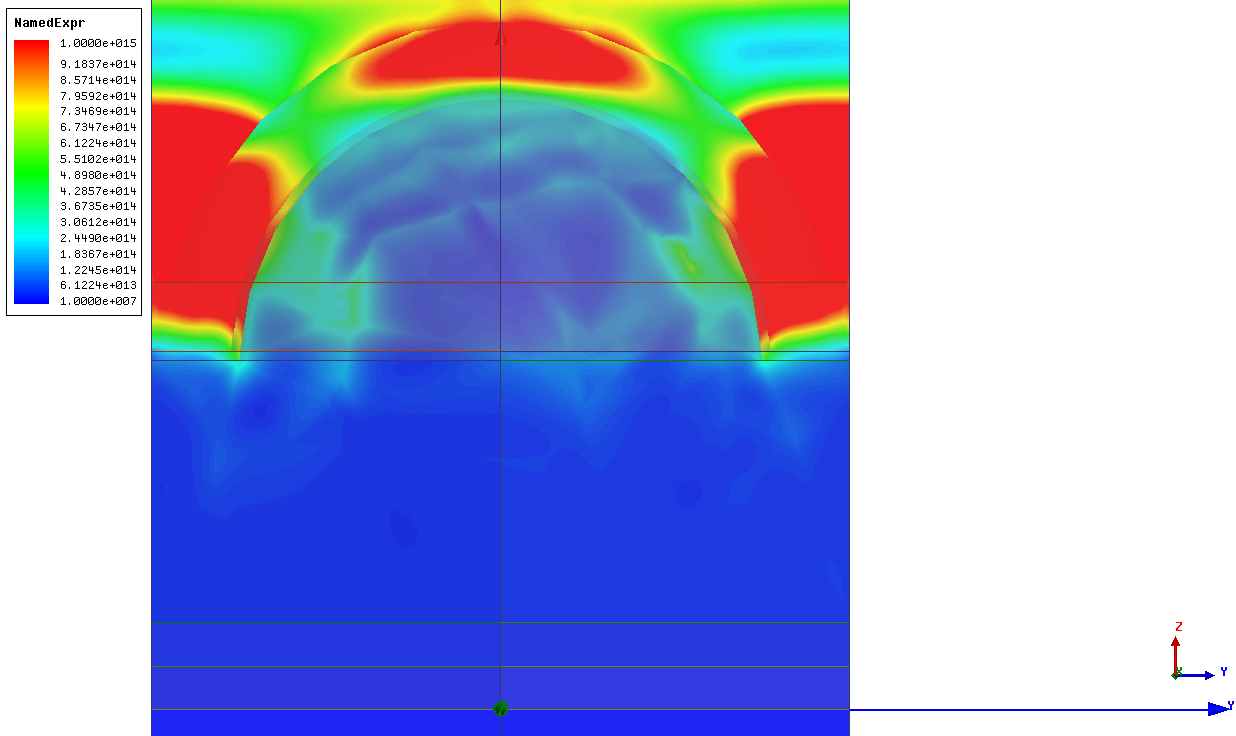 NamedExpr
1.0000e+015
9.1837e+014
8.5714e+014
7.9592e+014
7.3469e+014
6.7347e+014
6.1224e+014
5.5102e+014
4.8980e+014
4.2857e+014
3.6735e+014
3.0612e+014
2.4490e+014
1.8367e+014
1.2245e+014
6.1224e+013
1.0000e+007
Z
X
Y
Y